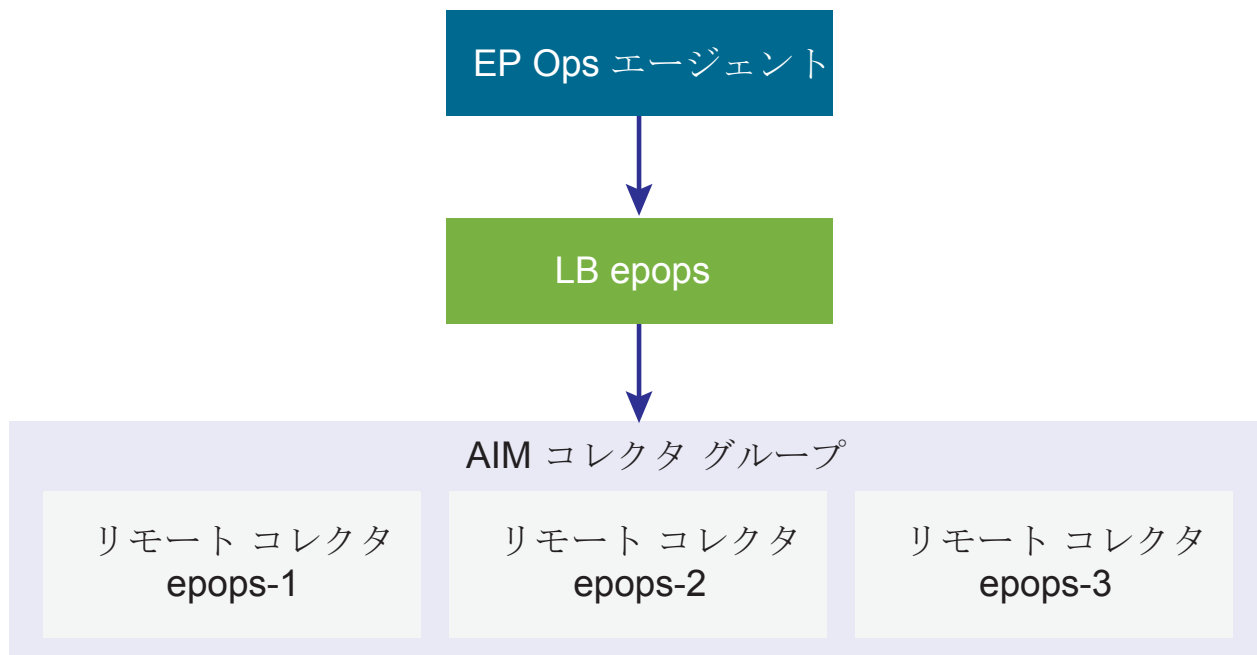 EP Ops エージェント
LB epops
AIM コレクタ グループ
リモート コレクタ
epops-1
リモート コレクタ
epops-2
リモート コレクタ
epops-3